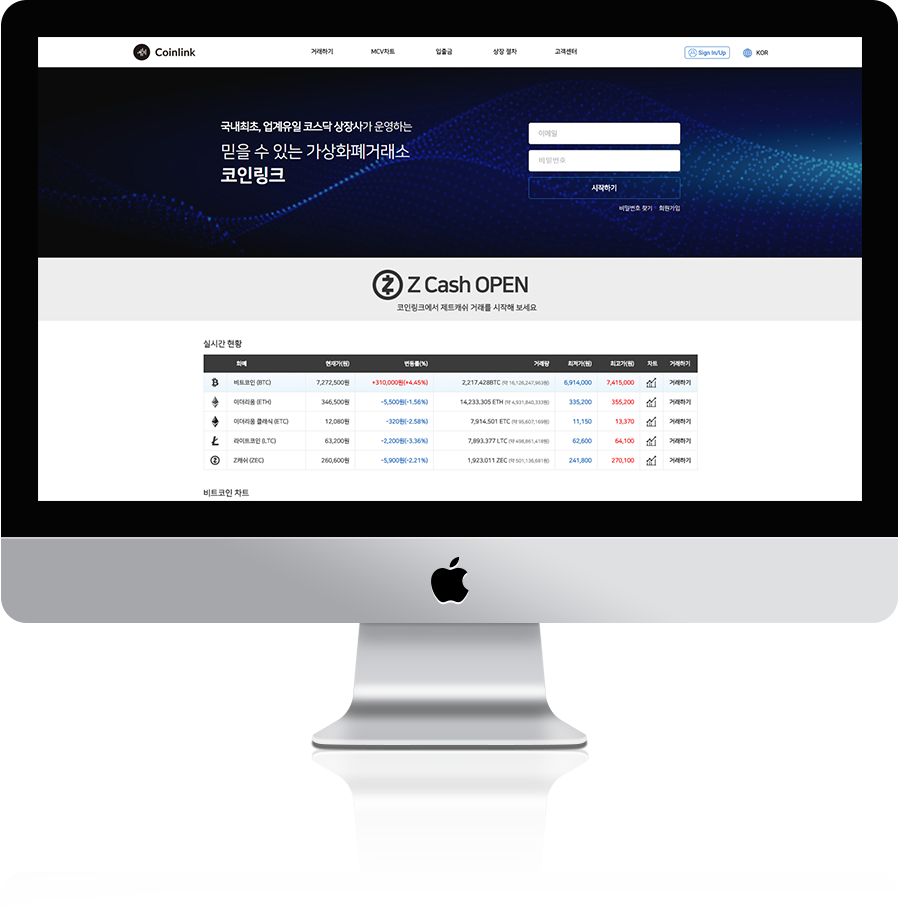 Coinlink 거래하기 MCV차트 입출금 상장 절차 고객센터 Sign In/Up KOR
국내최초, 업계유일 코스닥 상장사가 운영하는
믿을 수 있는 가상화폐거래소
코인링크
이메일
비밀번호
시작하기
비밀번호 찾기 회원가입
Z Cash OPEN
코인링크에서 제트캐쉬 거래를 시작해 보세요
실시간 현황
화폐 현재가(원) 변동률(%) 거래량 최저가(원) 최고가(원) 차트 거래하기
비트코인 (BTC) 7,272,500원 +310,000원(+4.45%) 2,217,428BTC (약 16,126,247,963원) 6,914,000 7,415,000 거래하기
이더리움 (ETH) 346,500원 -5,500원(-1.56%) 14,233,305 ETH (약 4,931,840,333원) 335,200 355,200 거래하기
이더리움 클래식 (ETC) 12,080원 -320원(-2.58%) 7,914.501 ETC (약 95,607,169원) 11,150 13,370 거래하기
라이트코인 (LTC) 63,200원 -2,200원(-3.36%) 7,893.377 LTC (약 498,861,418원) 62,600 64,100 거래하기
Z캐쉬 (ZEC) 260,600원 -5,900원(-2.21%) 1,923.011 ZEC (약 501,136,691원) 241,800 270,100 거래하기
비트코인 차트